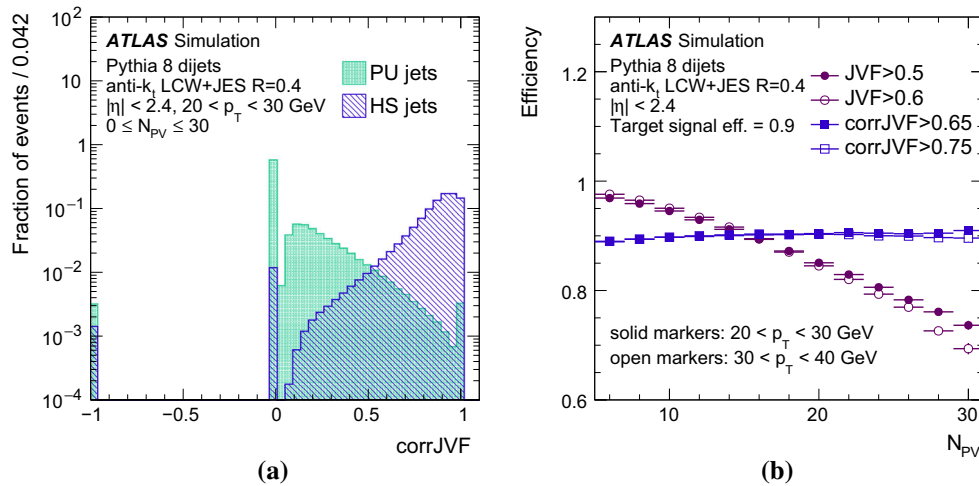 Fraction of events / 0.042
10²
10
1
10⁻¹
10⁻²
10⁻³
10⁻⁴
ATLAS Simulation
Pythia 8 dijets
anti-kt LCW+JES R=0.4
|η| < 2.4, 20 < pT < 30 GeV
0 ≤ NPV ≤ 30
PU jets
HS jets
−1 −0.5 0 0.5 1
corrJVF
(a)
Efficiency
1.2
1
0.8
0.6
ATLAS Simulation
Pythia 8 dijets
anti-kt LCW+JES R=0.4
|η| < 2.4
Target signal eff. = 0.9
JVF>0.5
JVF>0.6
corrJVF>0.65
corrJVF>0.75
solid markers: 20 < pT < 30 GeV
open markers: 30 < pT < 40 GeV
10 20 30
NPV
(b)